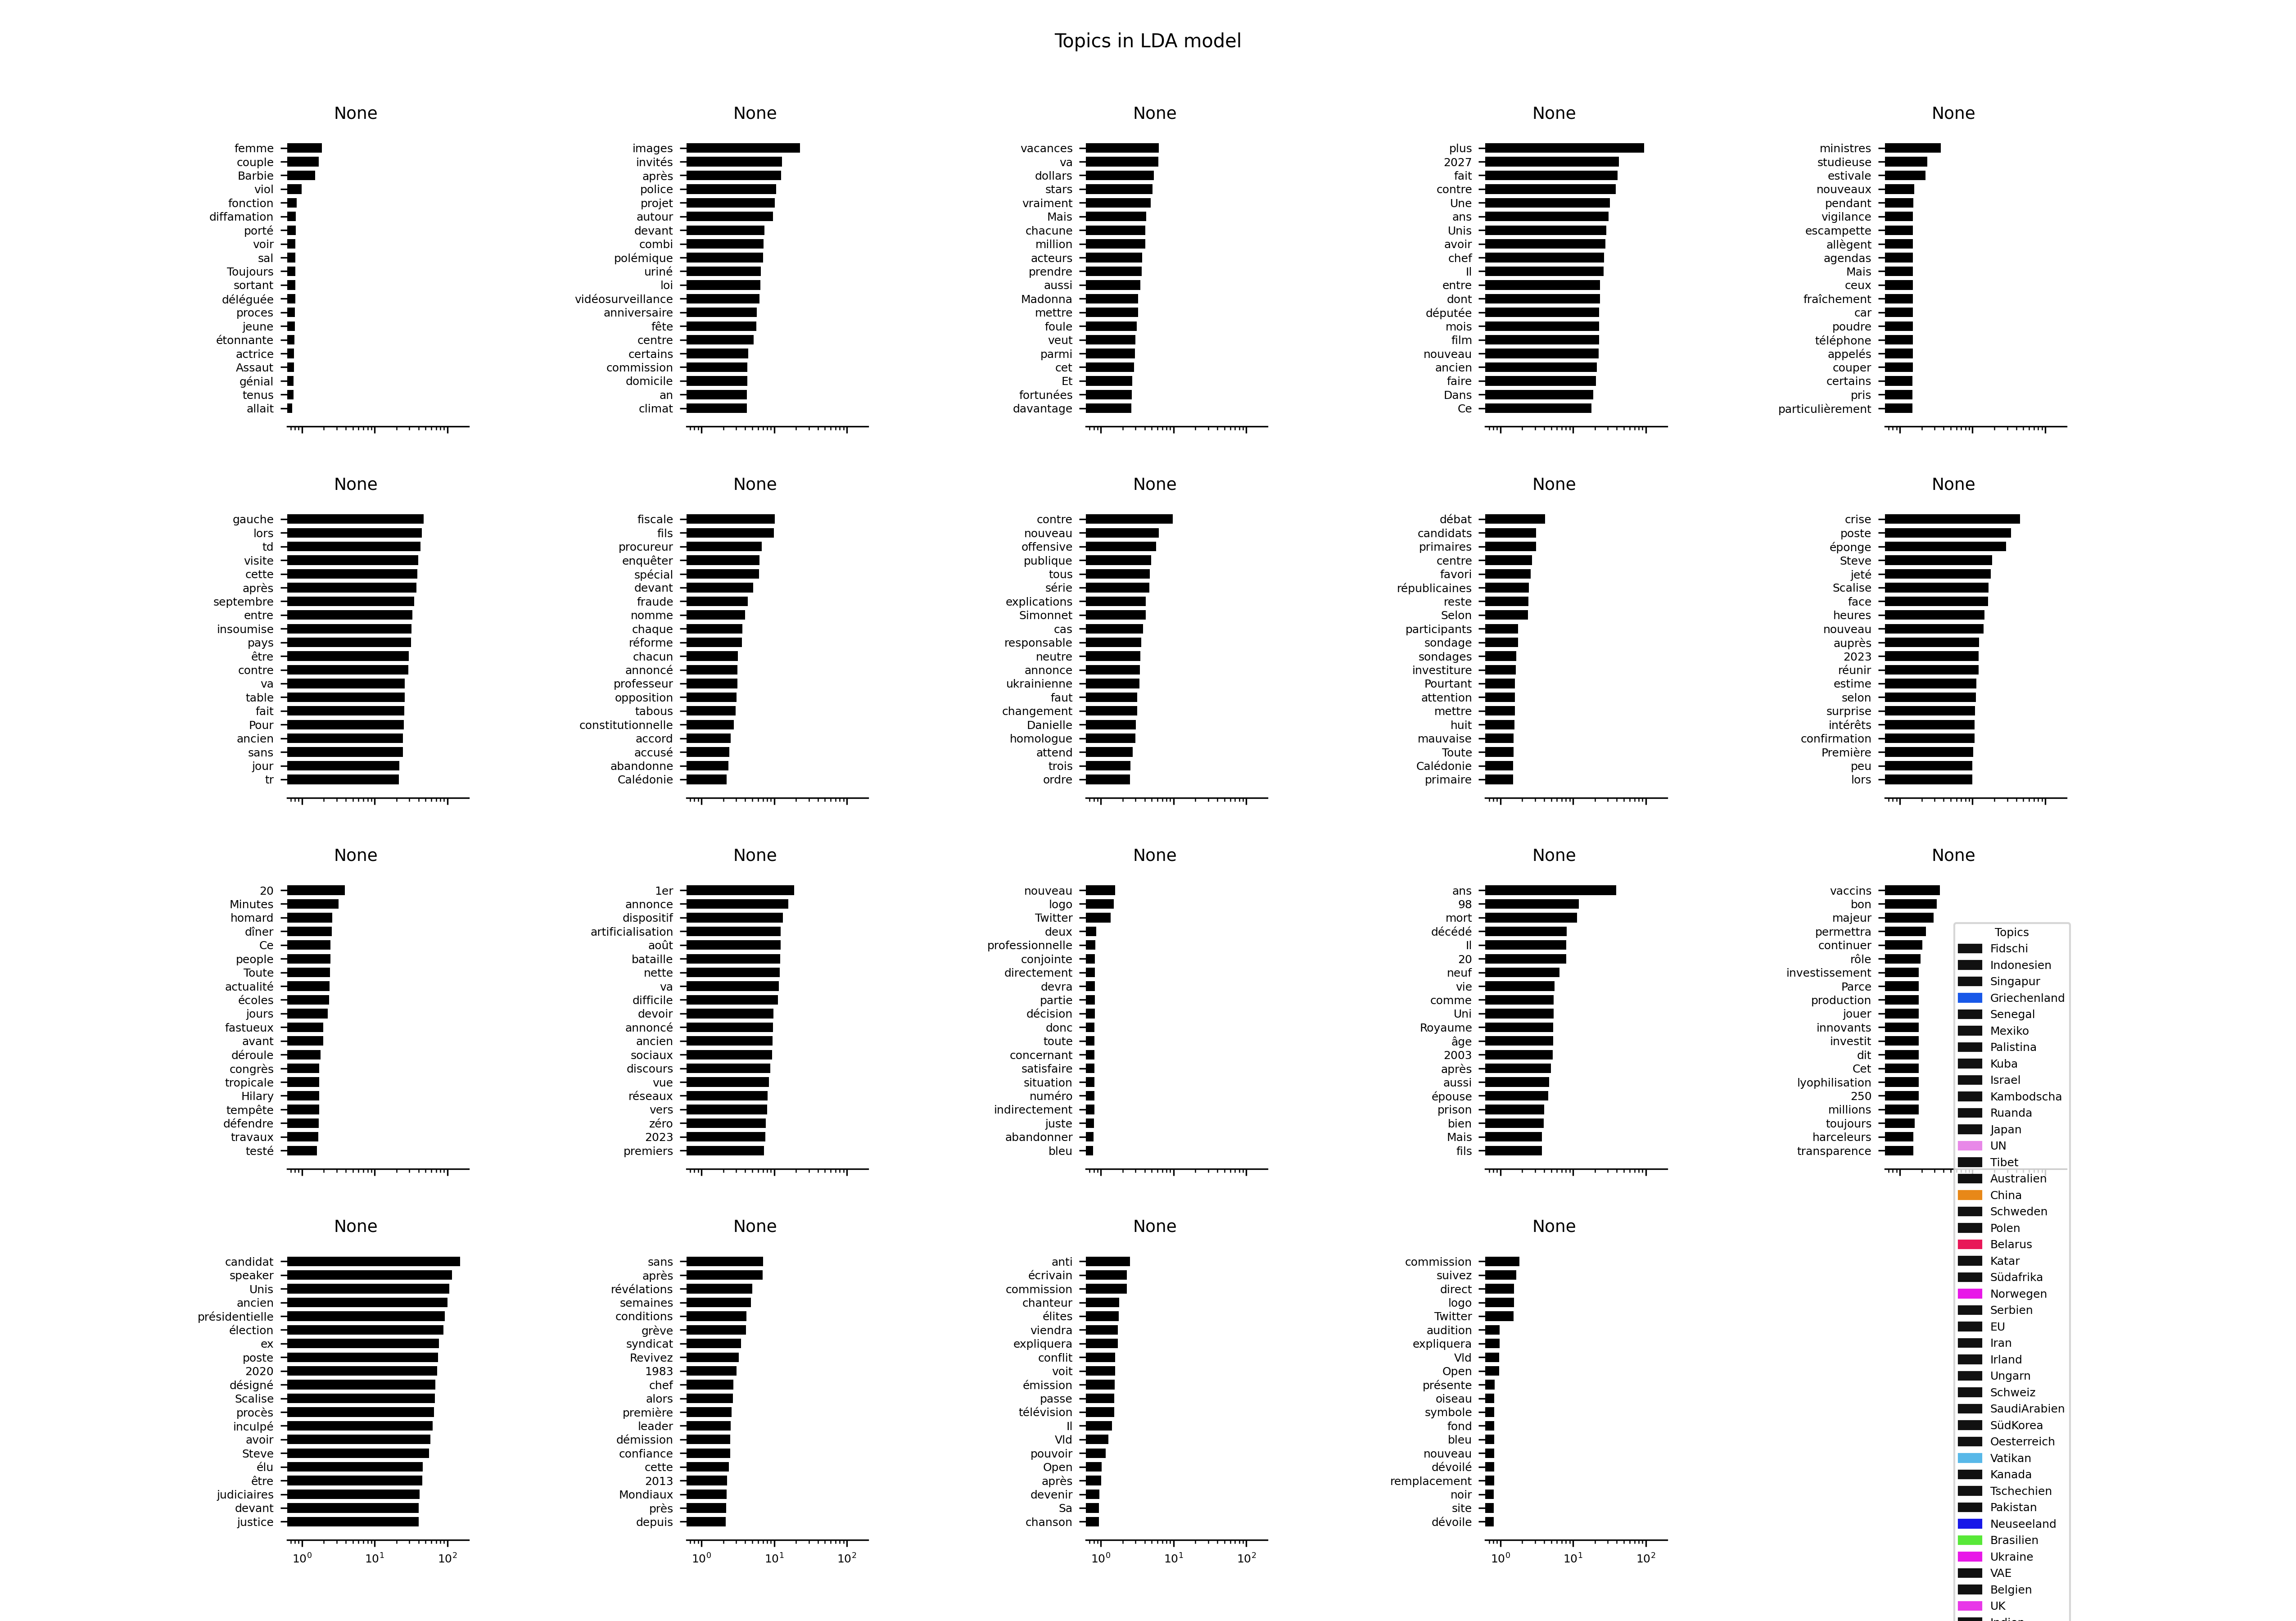 Topics in LDA model
None
femme
couple
Barbie
viol
fonction
diffamation
porté
voir
sal
Toujours
sortant
déléguée
proces
jeune
étonnante
actrice
Assaut
génial
tenus
allait
None
images
invités
après
police
projet
autour
devant
combi
polémique
uriné
loi
vidéosurveillance
anniversaire
fête
centre
certains
commission
domicile
an
climat
None
vacances
va
dollars
stars
vraiment
Mais
chacune
million
acteurs
prendre
aussi
Madonna
mettre
foule
veut
parmi
cet
Et
fortunées
davantage
None
plus
2027
fait
contre
Une
ans
Unis
avoir
chef
Il
entre
dont
députée
mois
film
nouveau
ancien
faire
Dans
Ce
None
ministres
studieuse
estivale
nouveaux
pendant
vigilance
escampette
allègent
agendas
Mais
ceux
fraîchement
car
poudre
téléphone
appelés
couper
certains
pris
particulièrement
None
gauche
lors
td
visite
cette
après
septembre
entre
insoumise
pays
être
contre
va
table
fait
Pour
ancien
sans
jour
tr
None
fiscale
fils
procureur
enquêter
spécial
devant
fraude
nomme
chaque
réforme
chacun
annoncé
professeur
opposition
tabous
constitutionnelle
accord
accusé
abandonne
Calédonie
None
contre
nouveau
offensive
publique
tous
série
explications
Simonnet
cas
responsable
neutre
annonce
ukrainienne
faut
changement
Danielle
homologue
attend
trois
ordre
None
débat
candidats
primaires
centre
favori
républicaines
reste
Selon
participants
sondage
sondages
investiture
Pourtant
attention
mettre
huit
mauvaise
Toute
Calédonie
primaire
None
crise
poste
éponge
Steve
jeté
Scalise
face
heures
nouveau
auprès
2023
réunir
estime
selon
surprise
intérêts
confirmation
Première
peu
lors
None
20
Minutes
homard
dîner
Ce
people
Toute
actualité
écoles
jours
fastueux
avant
déroule
congrès
tropicale
Hilary
tempête
défendre
travaux
testé
None
1er
annonce
dispositif
artificialisation
août
bataille
nette
va
difficile
devoir
annoncé
ancien
sociaux
discours
vue
réseaux
vers
zéro
2023
premiers
None
nouveau
logo
Twitter
deux
professionnelle
conjointe
directement
devra
partie
décision
donc
toute
concernant
satisfaire
situation
numéro
indirectement
juste
abandonner
bleu
None
ans
98
mort
décédé
Il
20
neuf
vie
comme
Uni
Royaume
âge
2003
après
aussi
épouse
prison
bien
Mais
fils
None
vaccins
bon
majeur
permettra
continuer
rôle
investissement
Parce
production
jouer
innovants
investit
dit
Cet
lyophilisation
250
millions
toujours
harceleurs
transparence
None
candidat
speaker
Unis
ancien
présidentielle
élection
ex
poste
2020
désigné
Scalise
procès
inculpé
avoir
Steve
élu
être
judiciaires
devant
justice
10⁰ 10¹ 10²
None
sans
après
révélations
semaines
conditions
grève
syndicat
Revivez
1983
chef
alors
première
leader
démission
confiance
cette
2013
Mondiaux
près
depuis
10⁰ 10¹ 10²
None
anti
écrivain
commission
chanteur
élites
viendra
expliquera
conflit
voit
émission
passe
télévision
Il
Vld
pouvoir
Open
après
devenir
Sa
chanson
10⁰ 10¹ 10²
None
commission
suivez
direct
logo
Twitter
audition
expliquera
Vld
Open
présente
oiseau
symbole
fond
bleu
nouveau
dévoilé
remplacement
noir
site
dévoile
10⁰ 10¹ 10²
Topics
Fidschi
Indonesien
Singapur
Griechenland
Senegal
Mexiko
Palistina
Kuba
Israel
Kambodscha
Ruanda
Japan
UN
Tibet
Australien
China
Schweden
Polen
Belarus
Katar
Südafrika
Norwegen
Serbien
EU
Iran
Irland
Ungarn
Schweiz
SaudiArabien
SüdKorea
Oesterreich
Vatikan
Kanada
Tschechien
Pakistan
Neuseeland
Brasilien
Ukraine
VAE
Belgien
UK